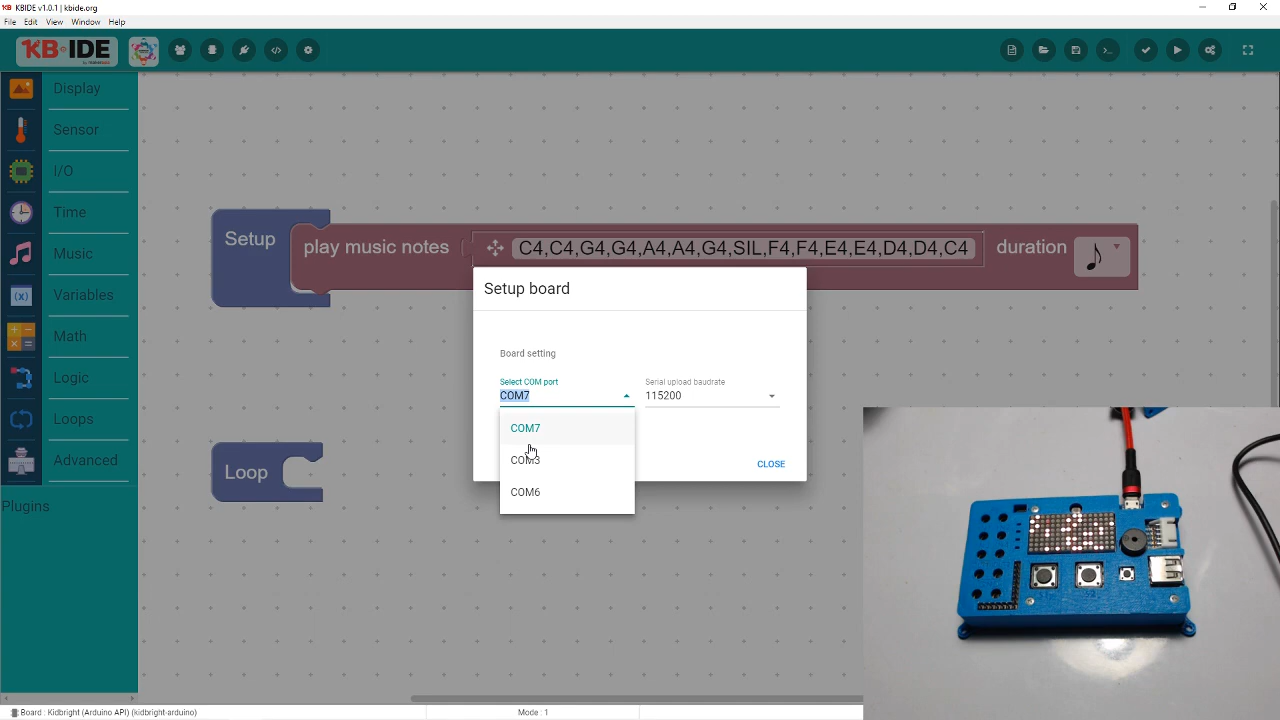 KBIDE v1.0.1 | kbide.org
File Edit View Window Help
KB-IDE
Display
Sensor
I/O
Time
Music
Variables
Math
Logic
Loops
Advanced
Plugins
Setup
play music notes
C4,C4,G4,G4,A4,A4,G4,SIL,F4,F4,E4,E4,D4,D4,C4
duration
Loop
Setup board
Board setting
Select COM port
COM7
Serial upload baudrate
115200
COM7
COM3
COM6
CLOSE
Board : Kidbright (Arduino API) (kidbright-arduino)
Mode : 1